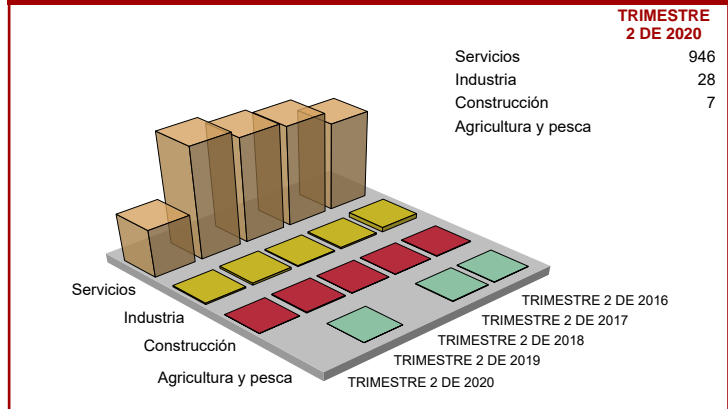 TRIMESTRE
2 DE 2020
Servicios 946
Industria 28
Construcción 7
Agricultura y pesca
Servicios
Industria
Construcción
Agricultura y pesca
TRIMESTRE 2 DE 2016
TRIMESTRE 2 DE 2017
TRIMESTRE 2 DE 2018
TRIMESTRE 2 DE 2019
TRIMESTRE 2 DE 2020